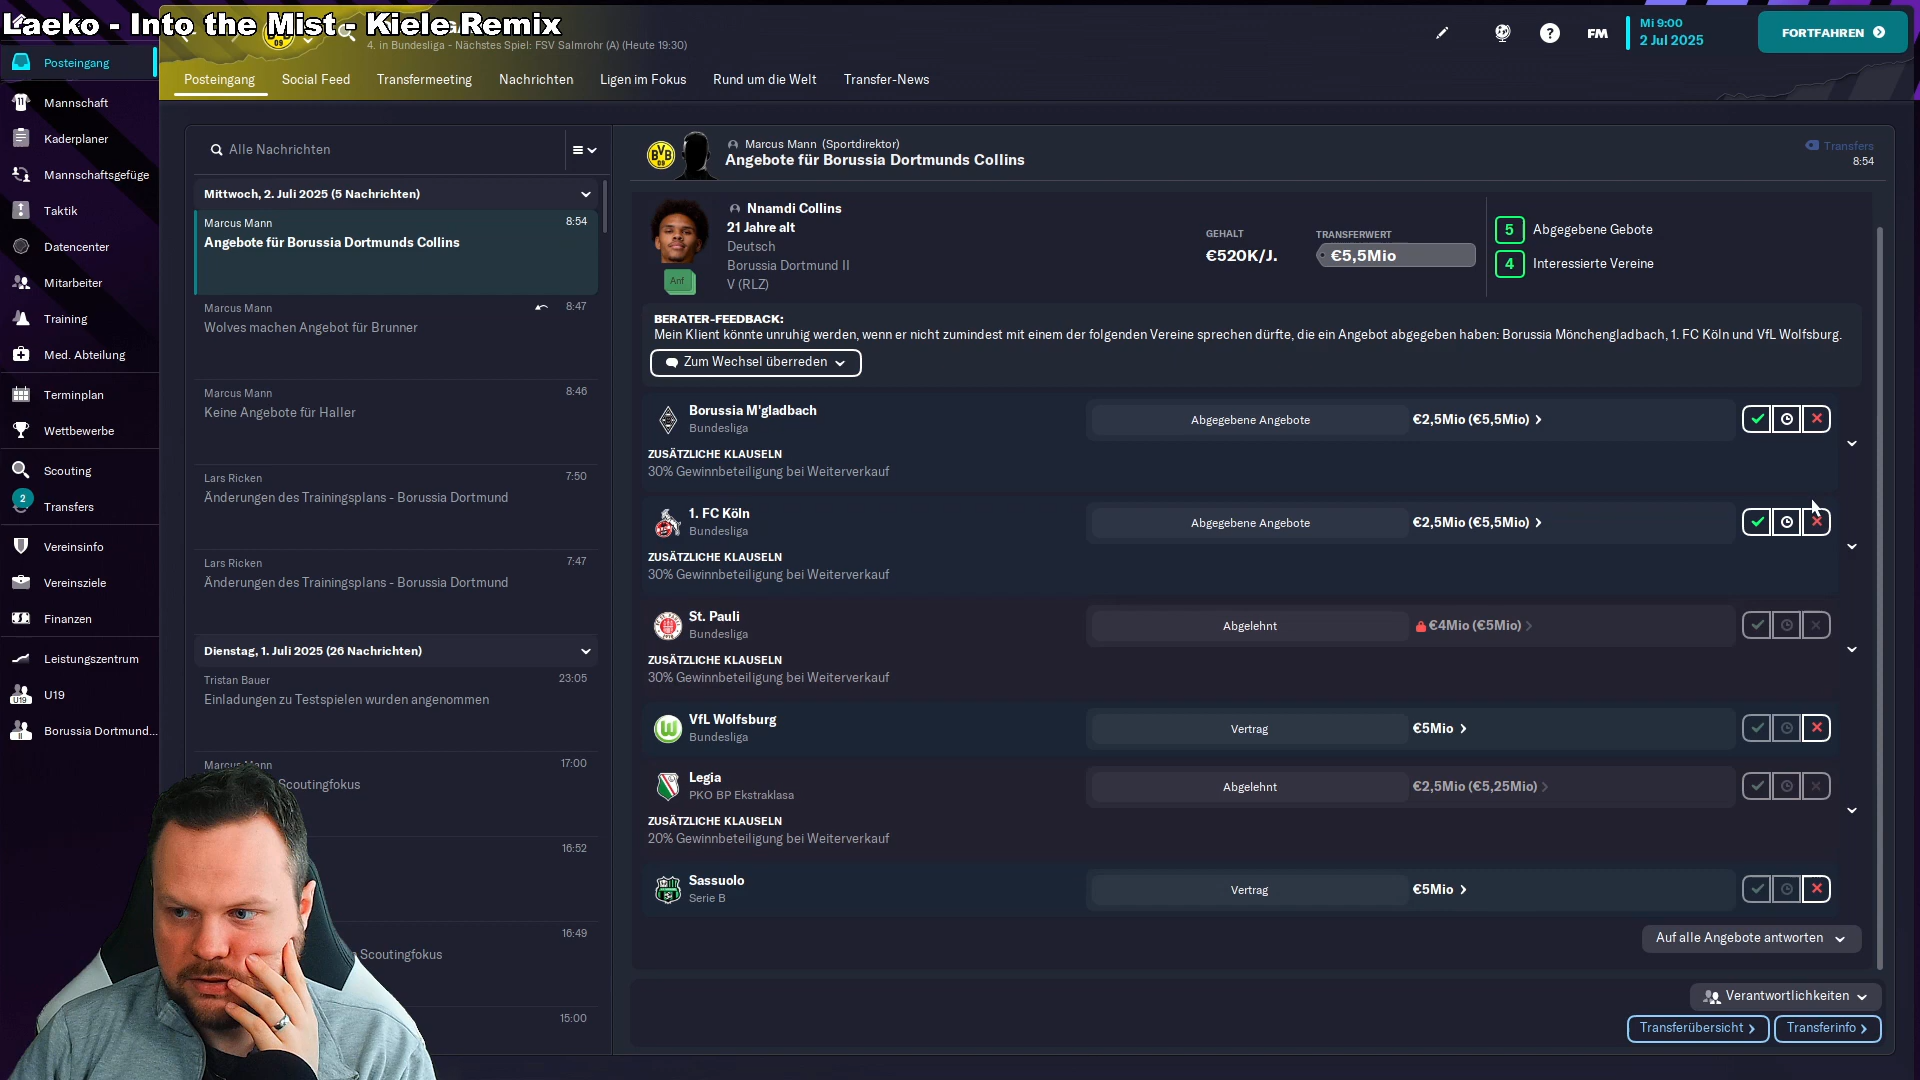 Laeko - Into the Mist - Kiele Remix
4. in Bundesliga - Nächstes Spiel: FSV Salmrohr (A) (Heute 19:30)
FM
Mi 9:00
2 Jul 2025
FORTFAHREN
Posteingang
Social Feed
Transfermeeting
Nachrichten
Ligen im Fokus
Rund um die Welt
Transfer-News
Posteingang
Mannschaft
Kaderplaner
Mannschaftsgefüge
Taktik
Datencenter
Mitarbeiter
Training
Med. Abteilung
Terminplan
Wettbewerbe
Scouting
2
Transfers
Vereinsinfo
Vereinsziele
Finanzen
Leistungszentrum
U19
Borussia Dortmund...
Alle Nachrichten
Mittwoch, 2. Juli 2025 (5 Nachrichten)
Marcus Mann 8:54
Angebote für Borussia Dortmunds Collins
Marcus Mann 8:47
Wolves machen Angebot für Brunner
Marcus Mann 8:46
Keine Angebote für Haller
Lars Ricken 7:50
Änderungen des Trainingsplans - Borussia Dortmund
Lars Ricken 7:47
Änderungen des Trainingsplans - Borussia Dortmund
Dienstag, 1. Juli 2025 (26 Nachrichten)
Tristan Bauer 23:05
Einladungen zu Testspielen wurden angenommen
Marcus Mann 17:00
Scoutingfokus
16:52
16:49
Scoutingfokus
15:00
Marcus Mann (Sportdirektor)
Angebote für Borussia Dortmunds Collins
Transfers
8:54
Nnamdi Collins
21 Jahre alt
Deutsch
Borussia Dortmund II
V (RLZ)
Anf
GEHALT
€520K/J.
TRANSFERWERT
€5,5Mio
5 Abgegebene Gebote
4 Interessierte Vereine
BERATER-FEEDBACK:
Mein Klient könnte unruhig werden, wenn er nicht zumindest mit einem der folgenden Vereine sprechen dürfte, die ein Angebot abgegeben haben: Borussia Mönchengladbach, 1. FC Köln und VfL Wolfsburg.
Zum Wechsel überreden
Borussia M'gladbach
Bundesliga
Abgegebene Angebote
€2,5Mio (€5,5Mio)
ZUSÄTZLICHE KLAUSELN
30% Gewinnbeteiligung bei Weiterverkauf
1. FC Köln
Bundesliga
Abgegebene Angebote
€2,5Mio (€5,5Mio)
ZUSÄTZLICHE KLAUSELN
30% Gewinnbeteiligung bei Weiterverkauf
St. Pauli
Bundesliga
Abgelehnt
€4Mio (€5Mio)
ZUSÄTZLICHE KLAUSELN
30% Gewinnbeteiligung bei Weiterverkauf
VfL Wolfsburg
Bundesliga
Vertrag
€5Mio
Legia
PKO BP Ekstraklasa
Abgelehnt
€2,5Mio (€5,25Mio)
ZUSÄTZLICHE KLAUSELN
20% Gewinnbeteiligung bei Weiterverkauf
Sassuolo
Serie B
Vertrag
€5Mio
Auf alle Angebote antworten
Verantwortlichkeiten
Transferübersicht
Transferinfo